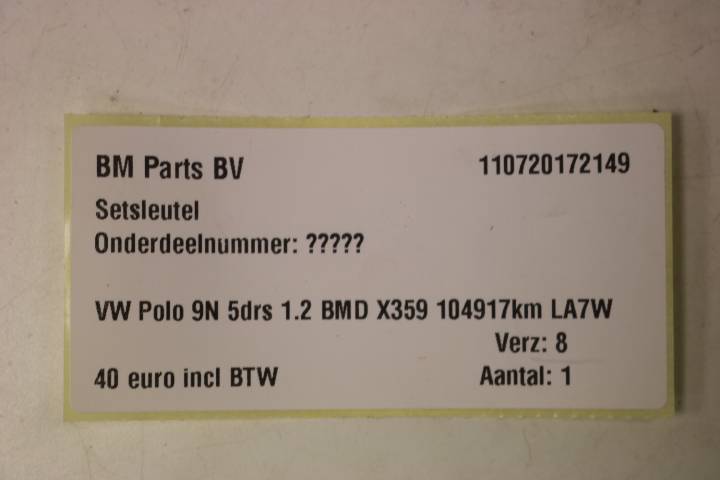 BM Parts BV 110720172149
Setsleutel
Onderdeelnummer: ?????
VW Polo 9N 5drs 1.2 BMD X359 104917km LA7W
Verz: 8
40 euro incl BTW Aantal: 1